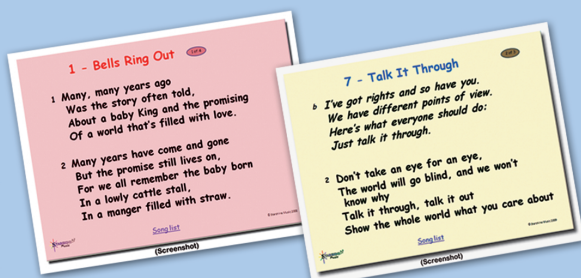 1 - Bells Ring Out
1 Many, many years ago
Was the story often told,
About a baby King and the promising
Of a world that's filled with love.
2 Many years have come and gone
But the promise still lives on,
For we all remember the baby born
In a lowly cattle stall,
In a manger filled with straw.
Song list
(Screenshot)
7 - Talk It Through
b I've got rights and so have you.
We have different points of view.
Here's what everyone should do:
Just talk it through.
2 Don't take an eye for an eye,
The world will go blind, and we won't
know why
Talk it through, talk it out
Show the whole world what you care about
Song list
(Screenshot)